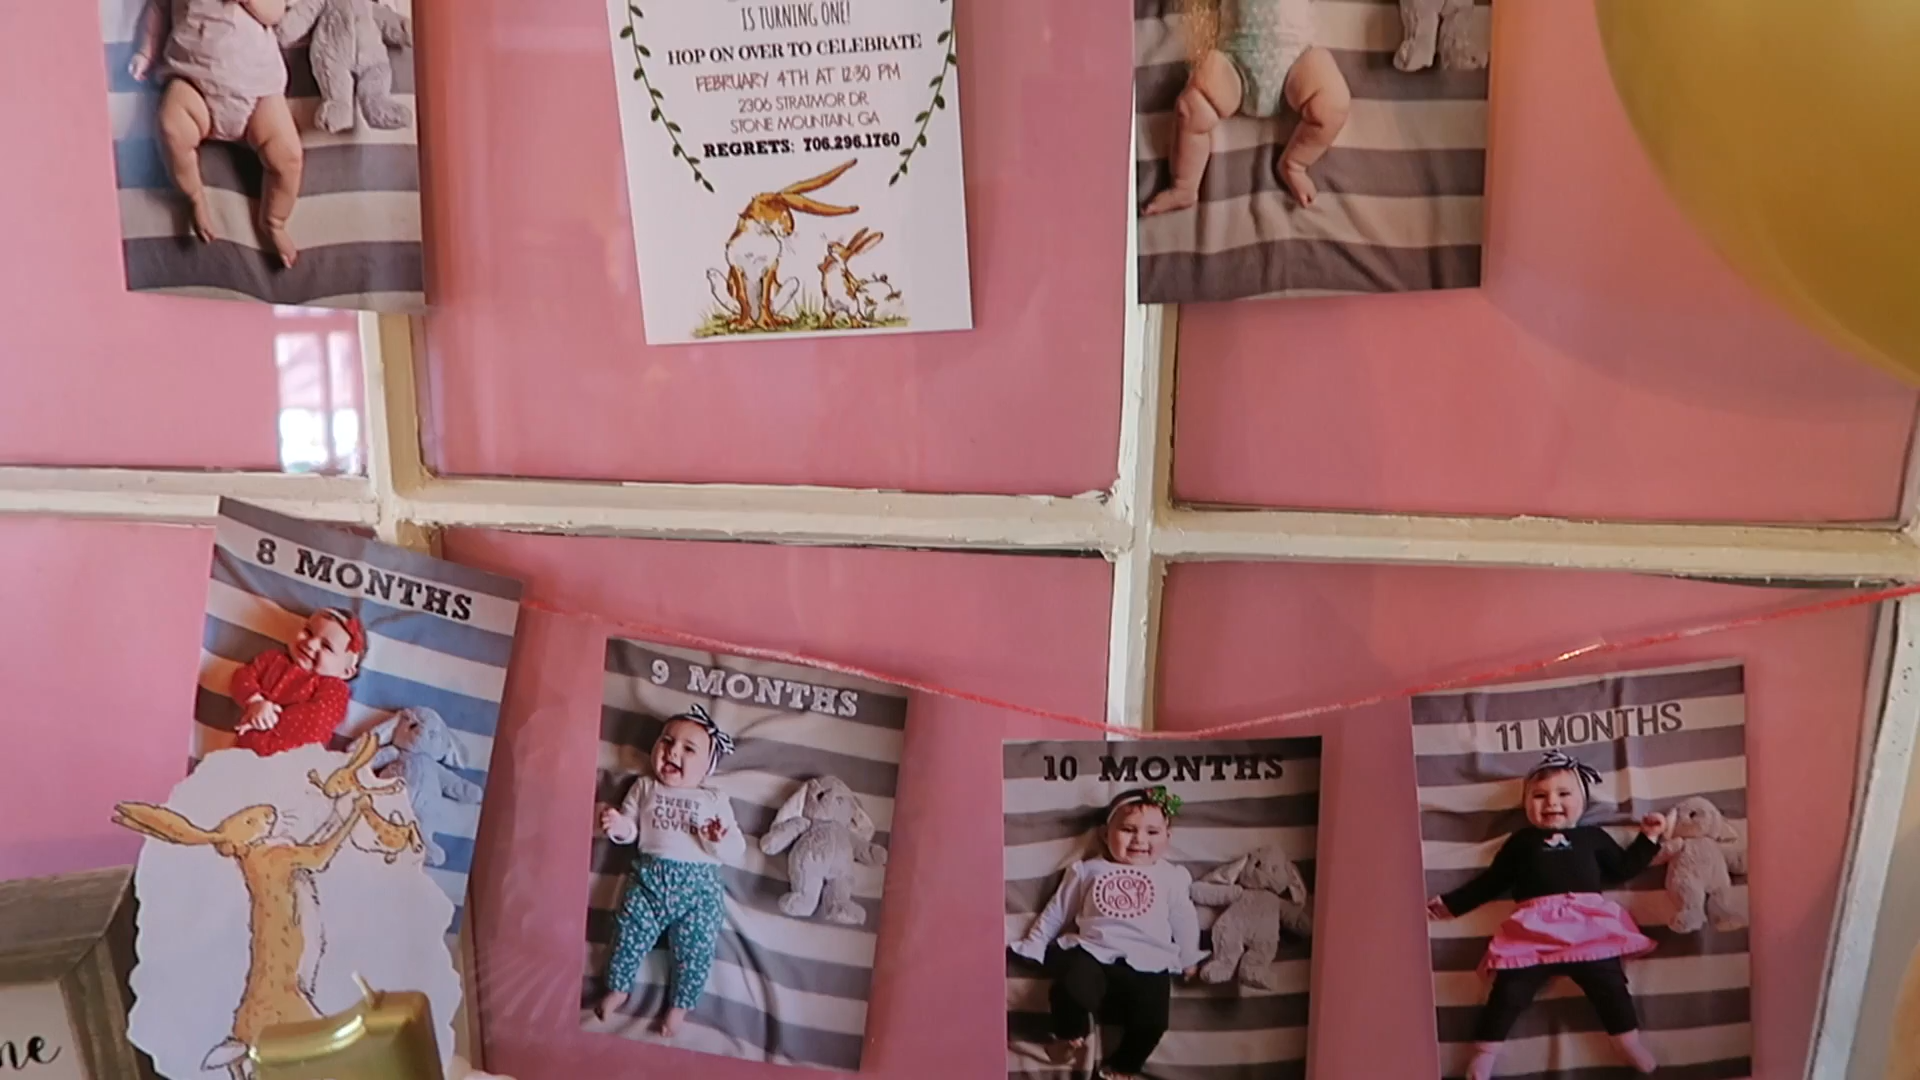 IS TURNING ONE!
HOP ON OVER TO CELEBRATE
FEBRUARY 4TH AT 12:30 PM
2306 STRATMOR DR.
STONE MOUNTAIN, GA
REGRETS: 706.296.1760
8 MONTHS
9 MONTHS
SWEET
CUTE
LOVED
10 MONTHS
11 MONTHS